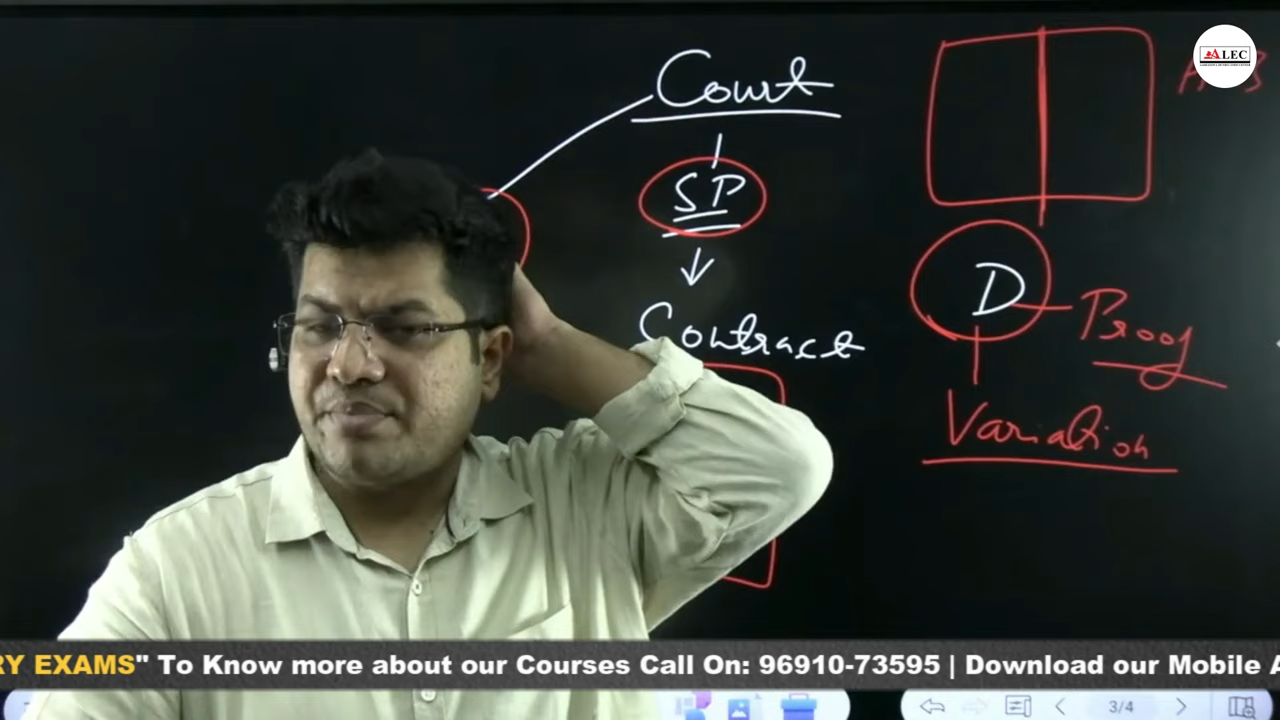 Court
SP
Contract
D
Proof
Variation
ALEC
RY EXAMS" To Know more about our Courses Call On: 96910-73595 | Download our Mobile A
3/4